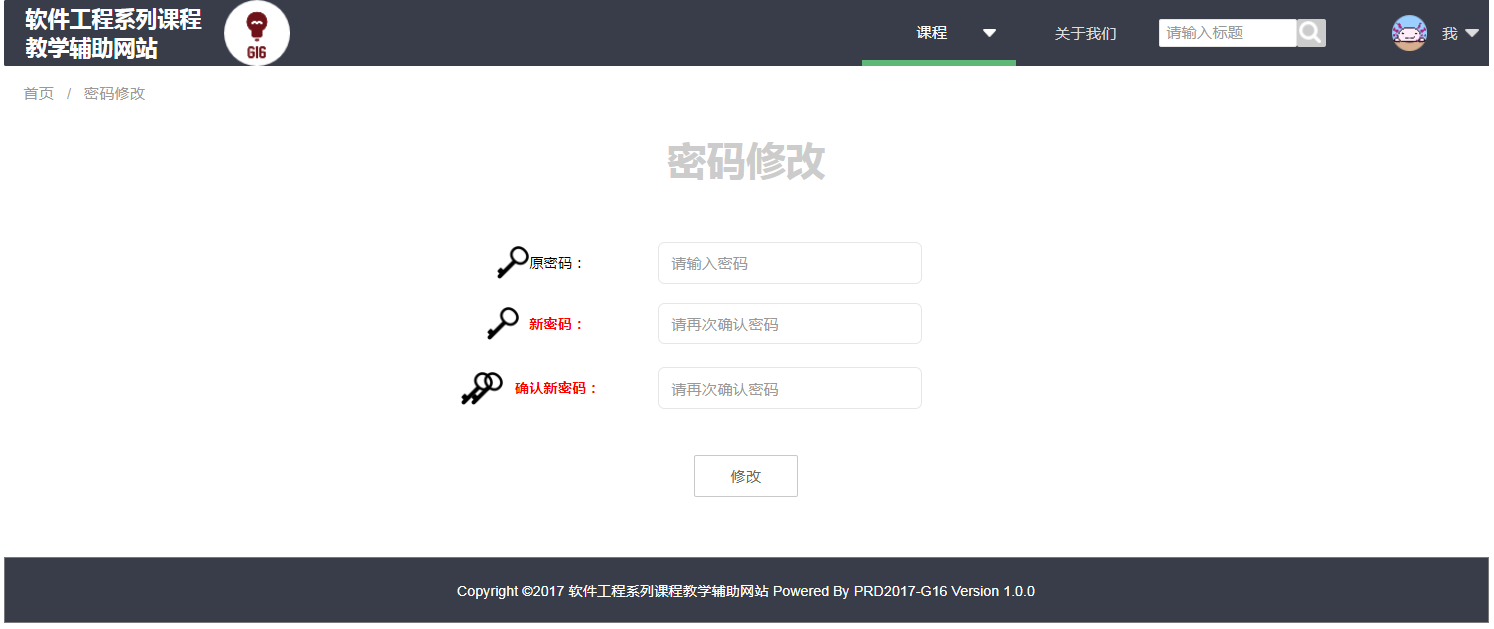 软件工程系列课程
教学辅助网站
G16
课程
关于我们
请输入标题
我
首页 / 密码修改
密码修改
原密码：
请输入密码
新密码：
请再次确认密码
确认新密码：
请再次确认密码
修改
Copyright ©2017 软件工程系列课程教学辅助网站 Powered By PRD2017-G16 Version 1.0.0